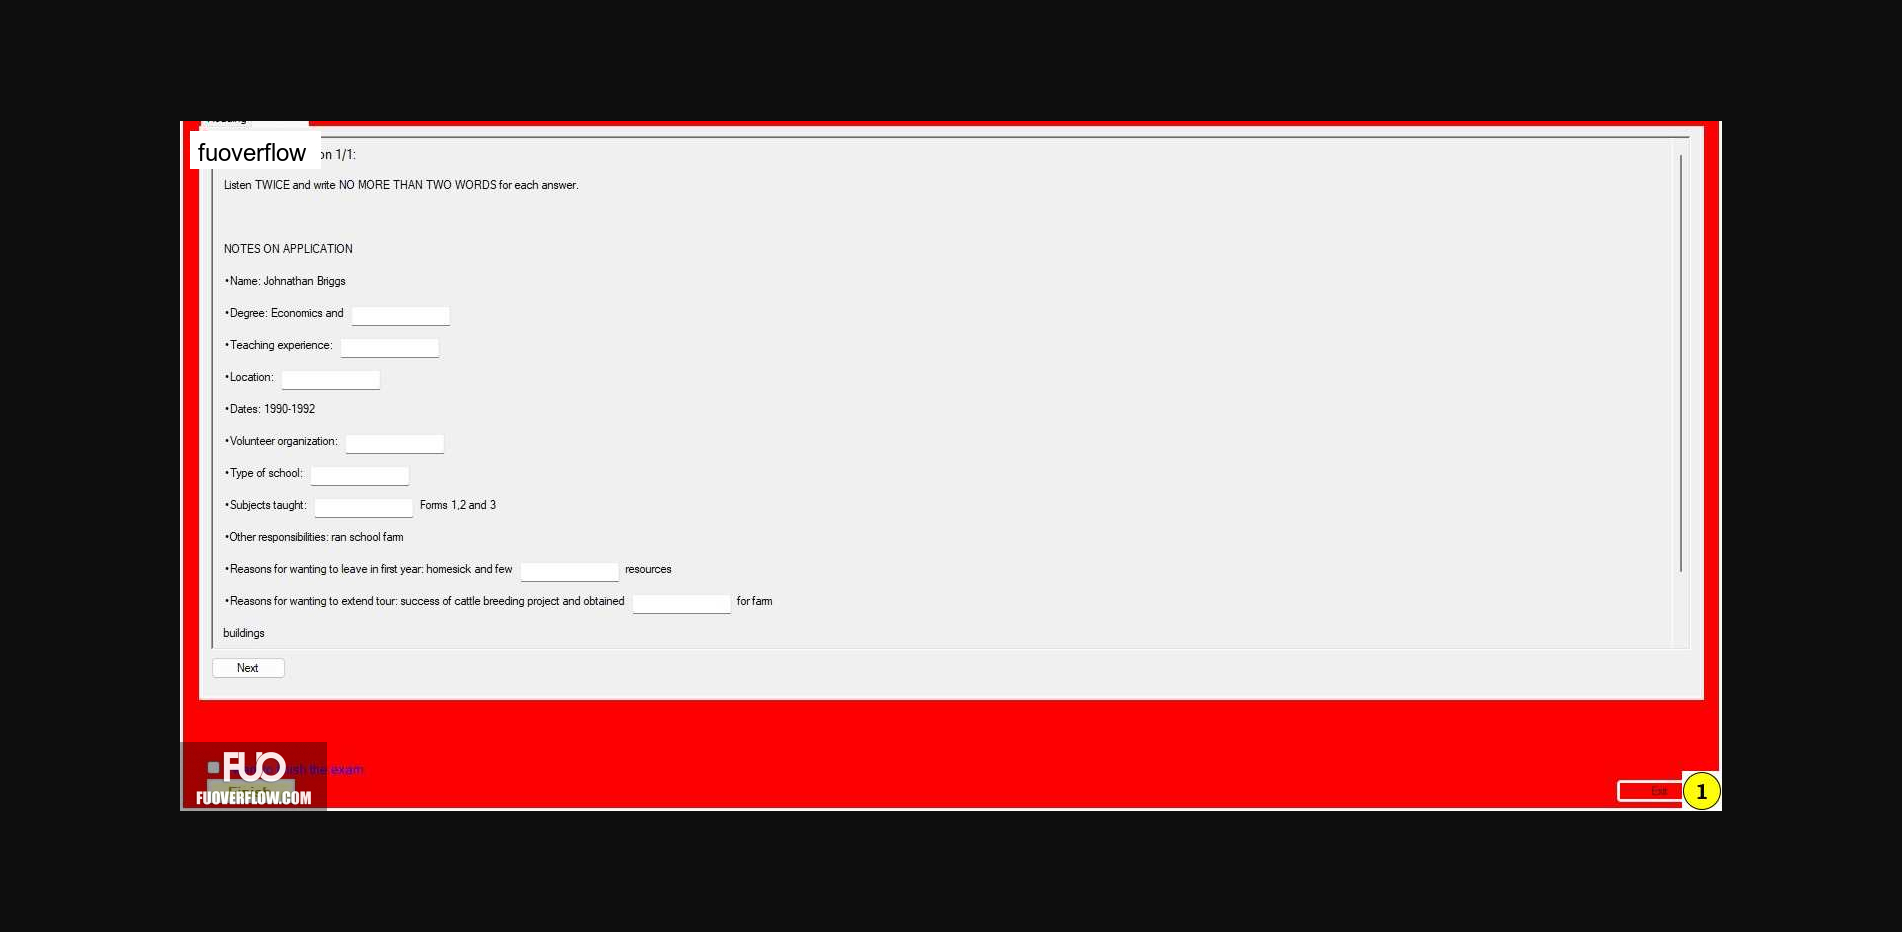 fuoverflow
on 1/1:
Listen TWICE and write NO MORE THAN TWO WORDS for each answer.
NOTES ON APPLICATION
•Name: Johnathan Briggs
•Degree: Economics and
•Teaching experience:
•Location:
•Dates: 1990-1992
•Volunteer organization:
•Type of school:
•Subjects taught: Forms 1,2 and 3
•Other responsibilities: ran school farm
•Reasons for wanting to leave in first year: homesick and few resources
•Reasons for wanting to extend tour: success of cattle breeding project and obtained for farm
buildings
Next
the exam
FUO
FUOVERFLOW.COM
Exit
1